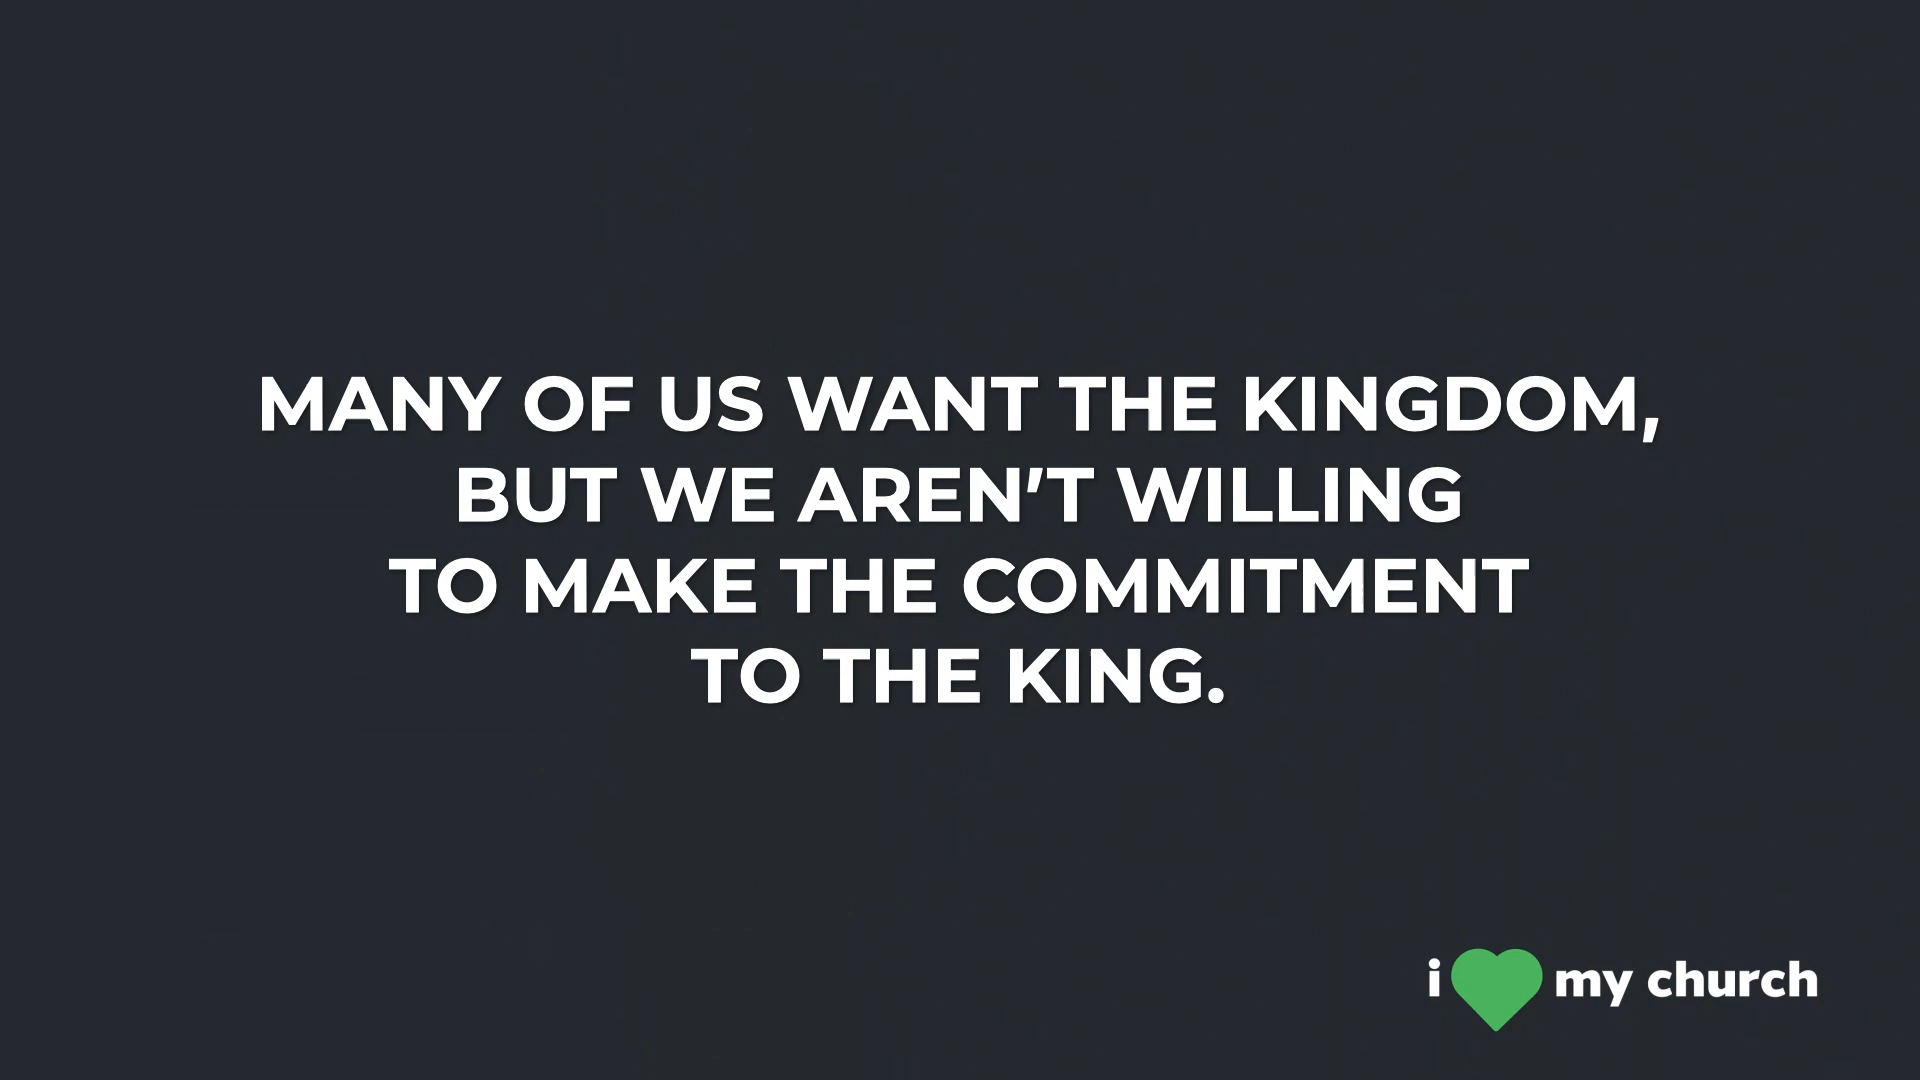 MANY OF US WANT THE KINGDOM,
BUT WE AREN'T WILLING
TO MAKE THE COMMITMENT
TO THE KING.
i my church